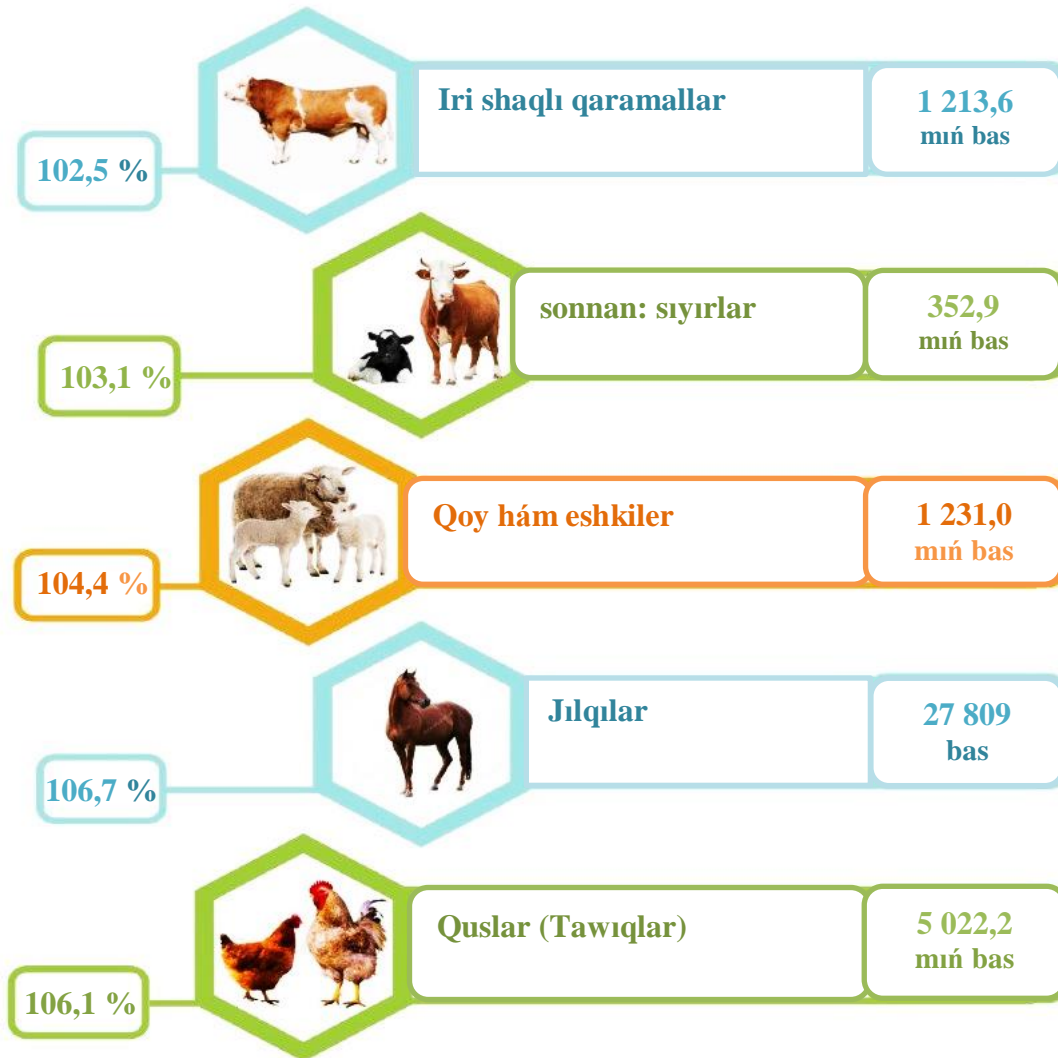 Iri shaqlı qaramallar
1 213,6
mıń bas
102,5 %
sonnan: sıyırlar
352,9
mıń bas
103,1 %
Qoy hám eshkiler
1 231,0
mıń bas
104,4 %
Jılqılar
27 809
bas
106,7 %
Quslar (Tawıqlar)
5 022,2
mıń bas
106,1 %